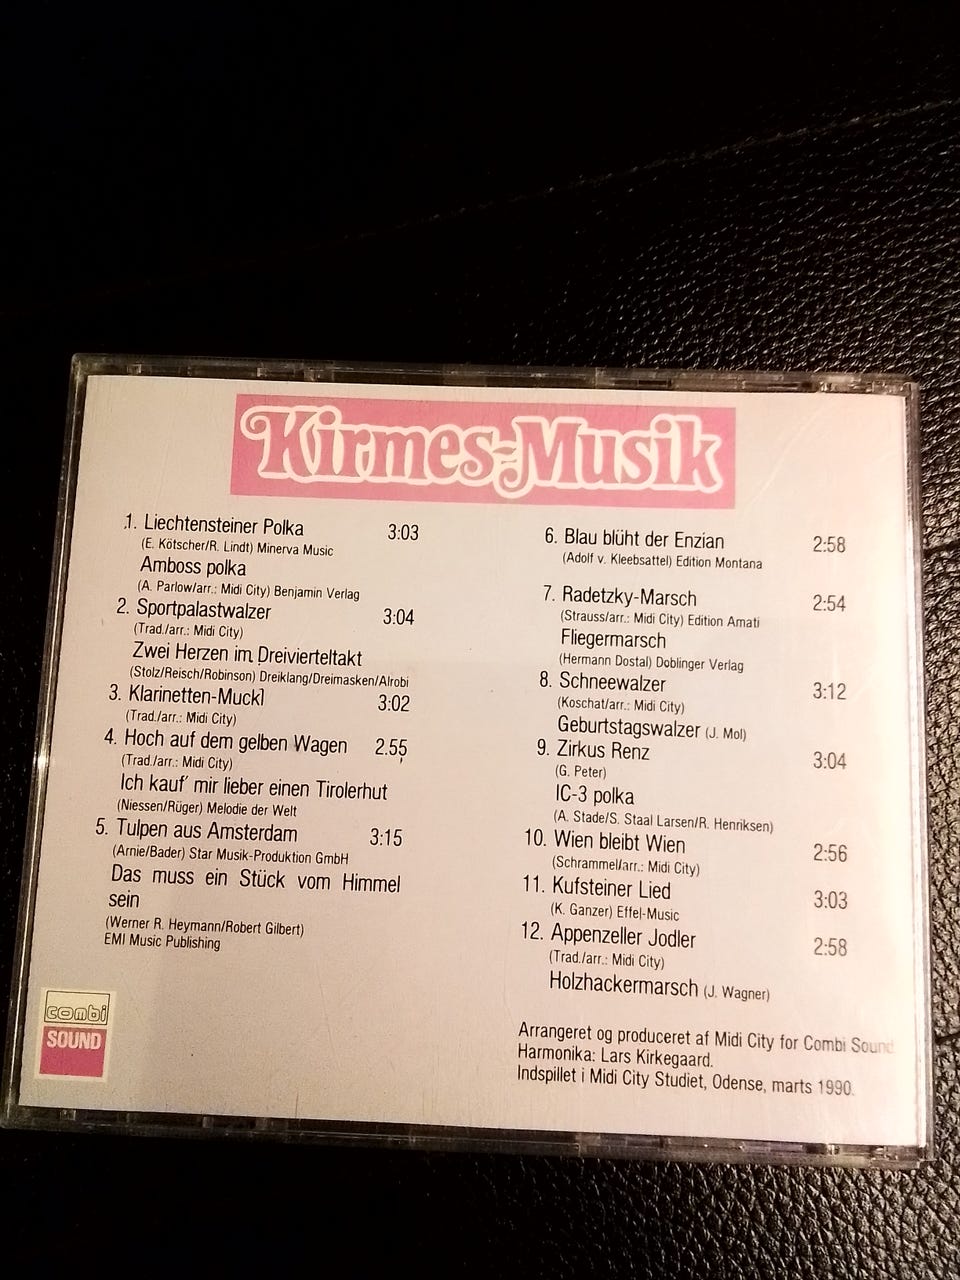 Kirmes-Musik
1. Liechtensteiner Polka 3:03
(E. Kötscher/R. Lindt) Minerva Music
Amboss polka
(A. Parlow/arr.: Midi City) Benjamin Verlag
2. Sportpalastwalzer 3:04
(Trad./arr.: Midi City)
Zwei Herzen im Dreivierteltakt
(Stolz/Reisch/Robinson) Dreiklang/Dreimasken/Alrobi
3. Klarinetten-Muckl 3:02
(Trad./arr.: Midi City)
4. Hoch auf dem gelben Wagen 2.55
(Trad./arr.: Midi City)
Ich kauf' mir lieber einen Tirolerhut
(Niessen/Rüger) Melodie der Welt
5. Tulpen aus Amsterdam 3:15
(Arnie/Bader) Star Musik-Produktion GmbH
Das muss ein Stück vom Himmel
sein
(Werner R. Heymann/Robert Gilbert)
EMI Music Publishing
6. Blau blüht der Enzian 2:58
(Adolf v. Kleebsattel) Edition Montana
7. Radetzky-Marsch 2:54
(Strauss/arr.: Midi City) Edition Amati
Fliegermarsch
(Hermann Dostal) Doblinger Verlag
8. Schneewalzer 3:12
(Koschat/arr.: Midi City)
Geburtstagswalzer (J. Mol)
9. Zirkus Renz 3:04
(G. Peter)
IC-3 polka
(A. Stade/S. Staal Larsen/R. Henriksen)
10. Wien bleibt Wien 2:56
(Schrammel/arr.: Midi City)
11. Kufsteiner Lied 3:03
(K. Ganzer) Effel-Music
12. Appenzeller Jodler 2:58
(Trad./arr.: Midi City)
Holzhackermarsch (J. Wagner)
combi
SOUND
Arrangeret og produceret af Midi City for Combi Sound
Harmonika: Lars Kirkegaard.
Indspillet i Midi City Studiet, Odense, marts 1990.